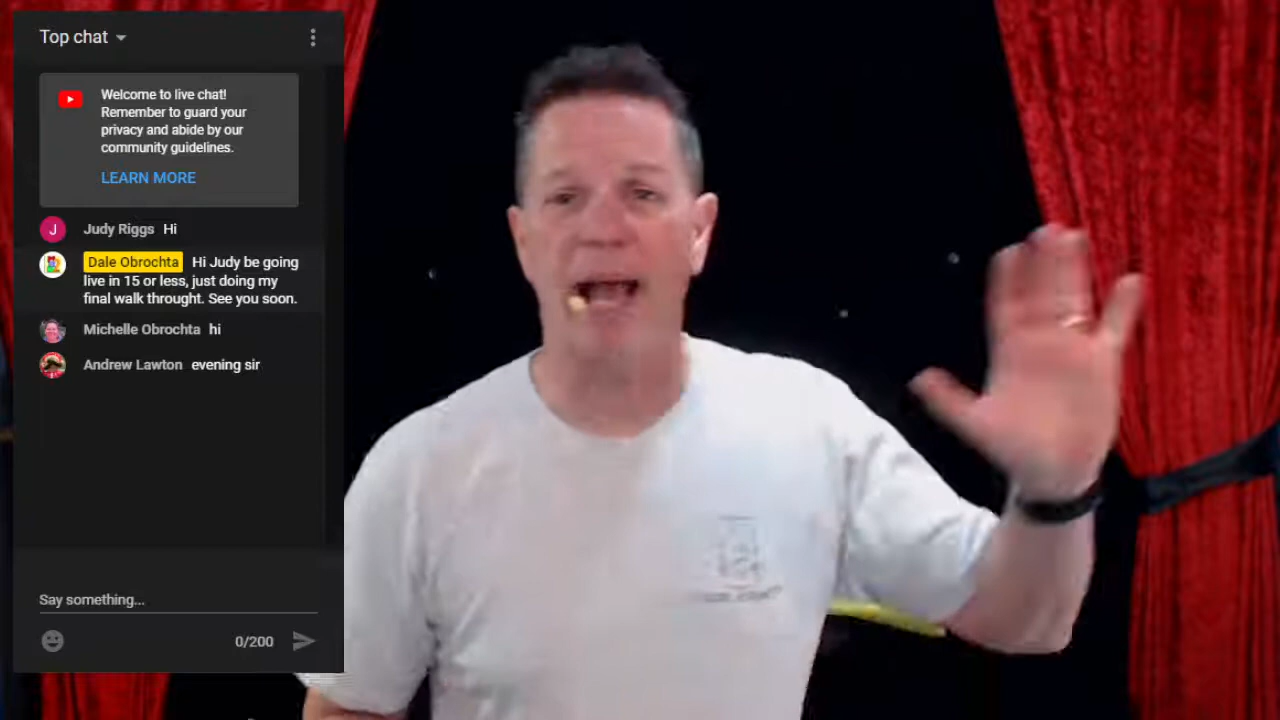 Top chat
Welcome to live chat!
Remember to guard your
privacy and abide by our
community guidelines.
LEARN MORE
J
Judy Riggs Hi
Dale Obrochta Hi Judy be going
live in 15 or less, just doing my
final walk throught. See you soon.
Michelle Obrochta hi
Andrew Lawton evening sir
Say something...
0/200